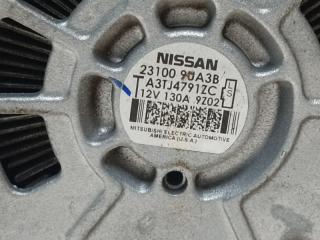 NISSAN
23100 9UA3B
T A3TJ4791ZC
12V 130A 9Z02
MITSUBISHI ELECTRIC AUTOMOTIVE
AMERICA (U.S.A.)